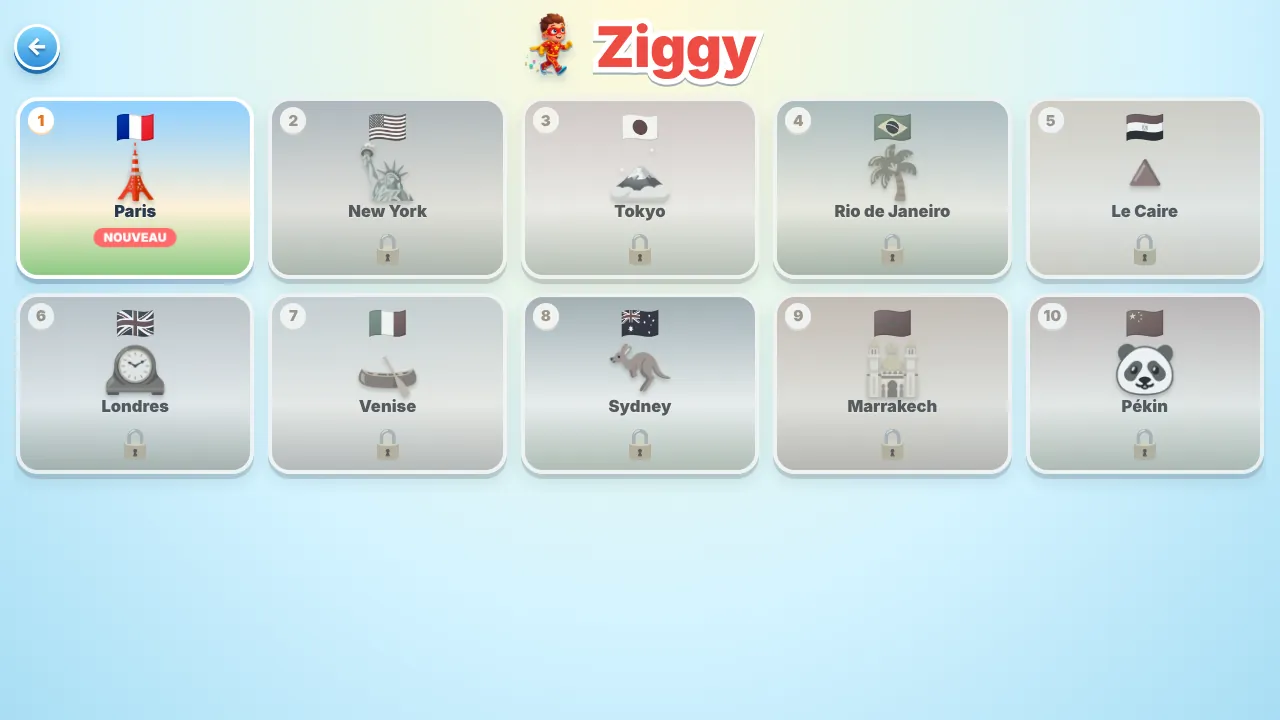 Ziggy
1
Paris
NOUVEAU
2
New York
3
Tokyo
4
Rio de Janeiro
5
Le Caire
6
Londres
7
Venise
8
Sydney
9
Marrakech
10
Pékin